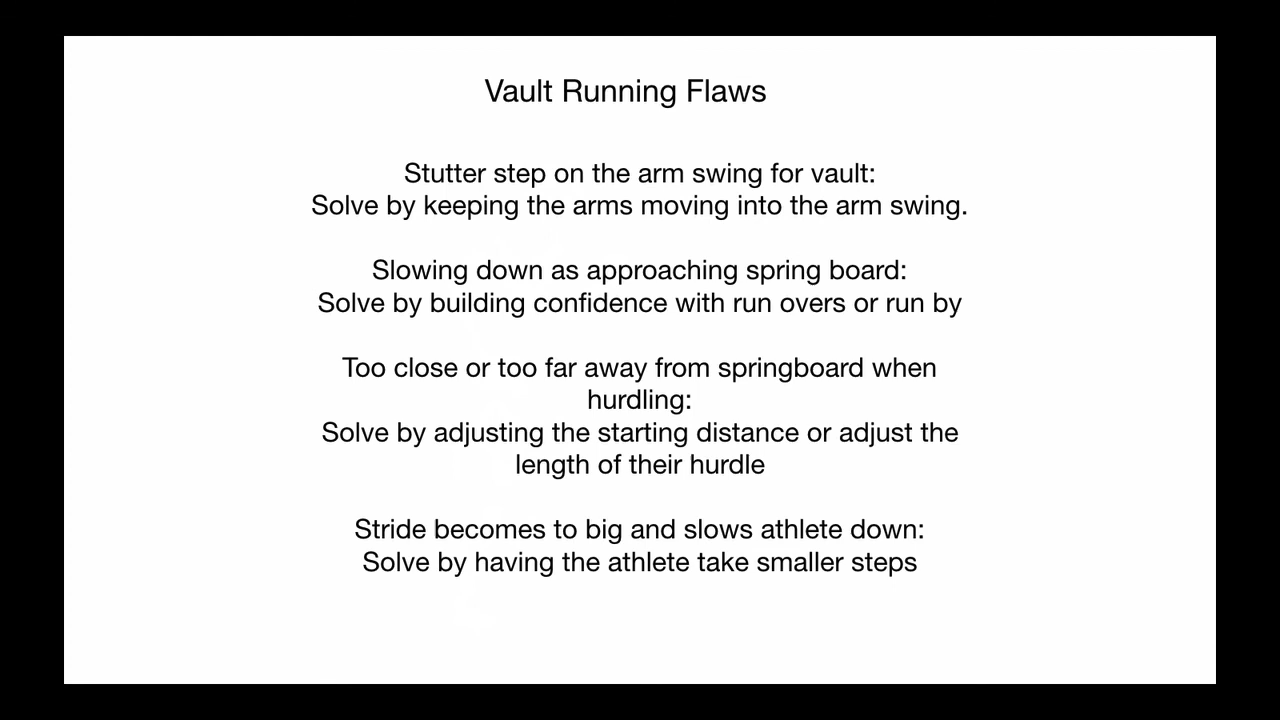 Vault Running Flaws
Stutter step on the arm swing for vault:
Solve by keeping the arms moving into the arm swing.
Slowing down as approaching spring board:
Solve by building confidence with run overs or run by
Too close or too far away from springboard when
hurdling:
Solve by adjusting the starting distance or adjust the
length of their hurdle
Stride becomes to big and slows athlete down:
Solve by having the athlete take smaller steps